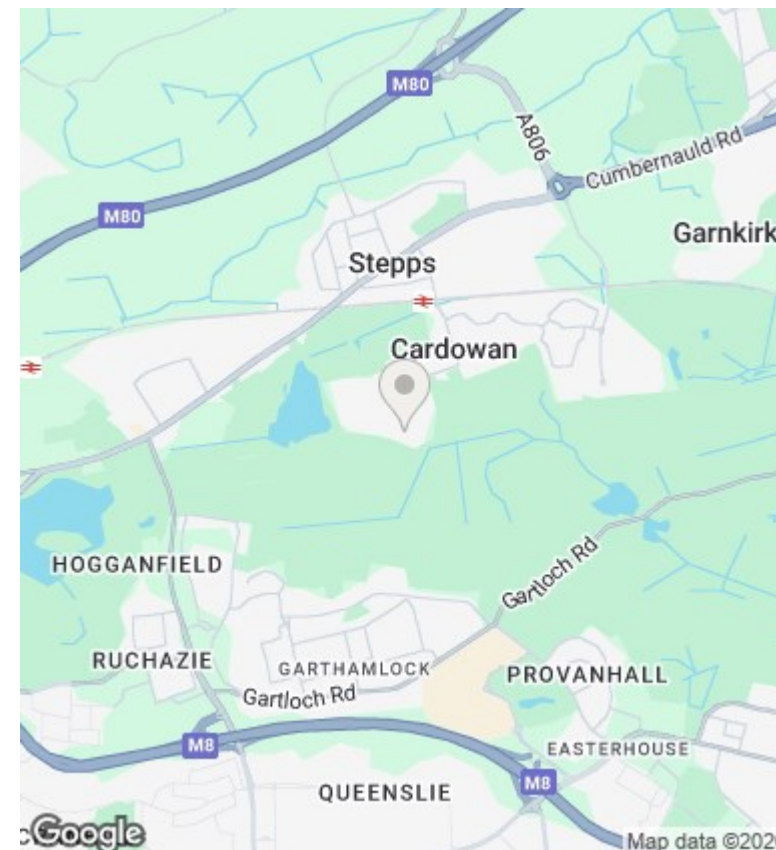 M80
A806
Cumbernauld Rd
M80
Garnkirk
Stepps
Cardowan
HOGGANFIELD
Gartloch Rd
RUCHAZIE
GARTHAMLOCK
PROVANHALL
Gartloch Rd
M8
EASTERHOUSE
M8
QUEENSLIE
Google
Map data ©202